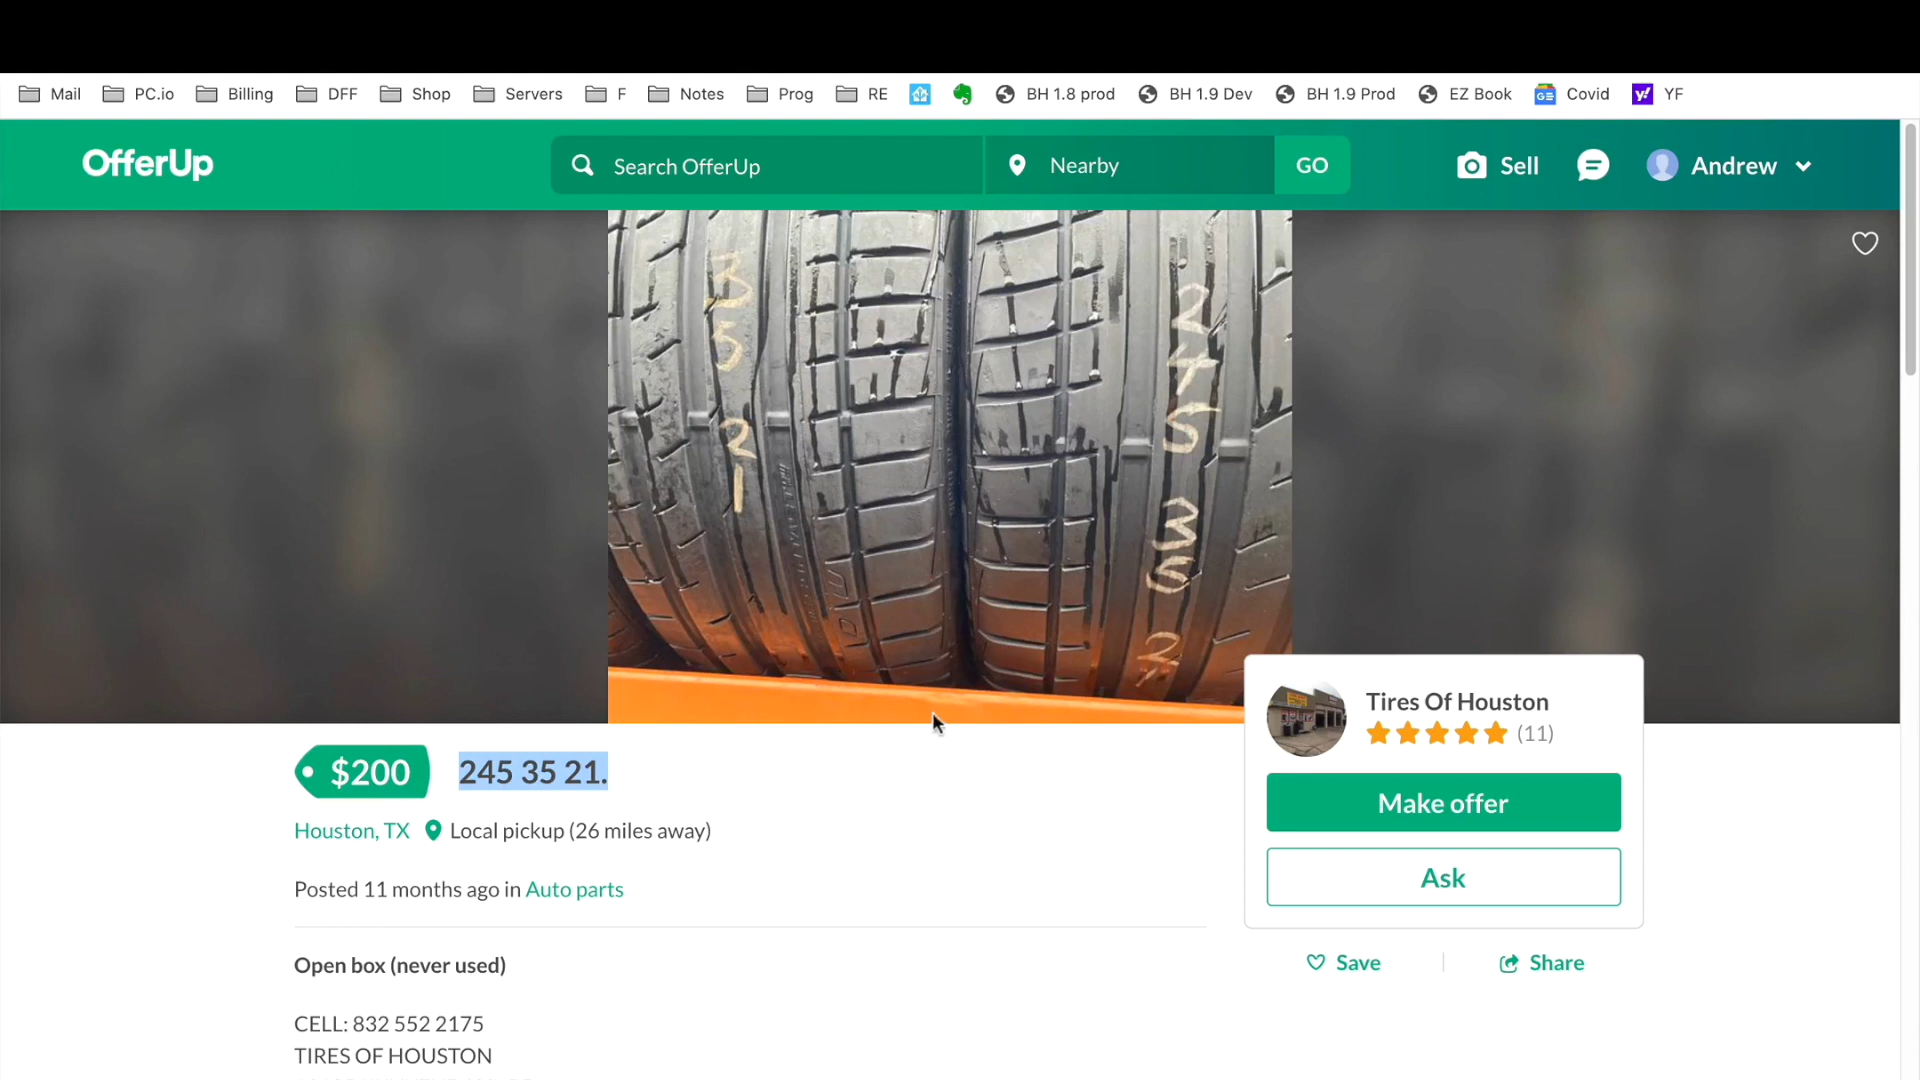 Mail PC.io Billing DFF Shop Servers F Notes Prog RE BH 1.8 prod BH 1.9 Dev BH 1.9 Prod EZ Book Covid YF
OfferUp Search OfferUp Nearby GO Sell Andrew
35
21
245
35
2
$200 245 35 21.
Houston, TX Local pickup (26 miles away)
Posted 11 months ago in Auto parts
Open box (never used)
CELL: 832 552 2175
TIRES OF HOUSTON
Tires Of Houston
(11)
Make offer
Ask
Save Share